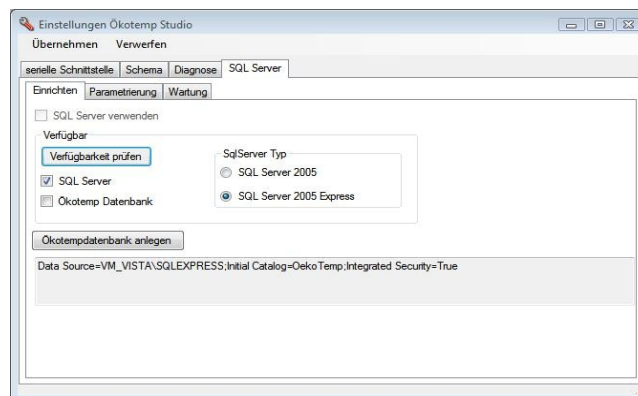 Einstellungen Ökotemp Studio
Übernehmen Verwerfen
serielle Schnittstelle Schema Diagnose SQL Server
Einrichten Parametrierung Wartung
SQL Server verwenden
Verfügbar
Verfügbarkeit prüfen
SQL Server
Ökotemp Datenbank
SqlServer Typ
SQL Server 2005
SQL Server 2005 Express
Ökotempdatenbank anlegen
Data Source=VM_VISTA\SQLEXPRESS;Initial Catalog=OekoTemp;Integrated Security=True